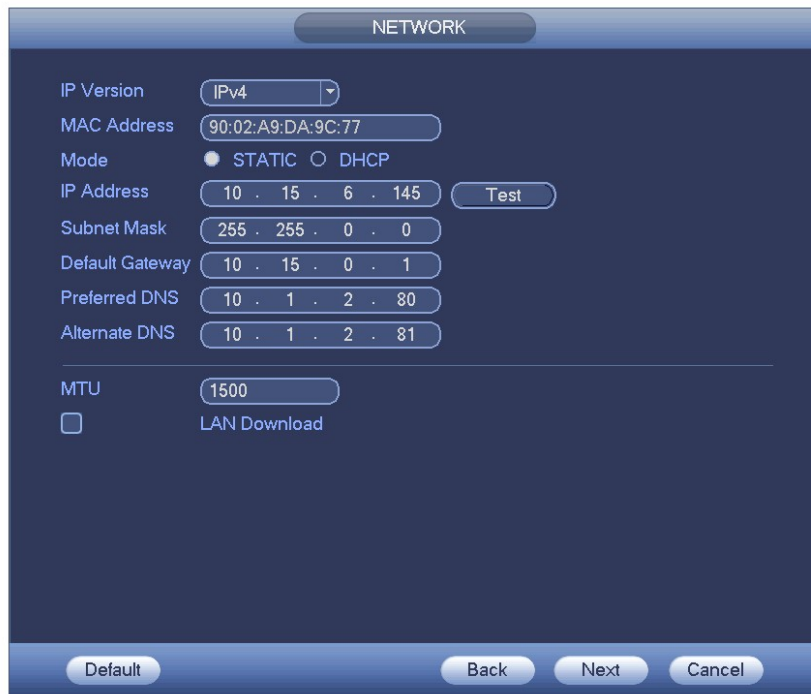 NETWORK
IP Version IPv4
MAC Address 90:02:A9:DA:9C:77
Mode STATIC DHCP
IP Address 10 . 15 . 6 . 145 Test
Subnet Mask 255 . 255 . 0 . 0
Default Gateway 10 . 15 . 0 . 1
Preferred DNS 10 . 1 . 2 . 80
Alternate DNS 10 . 1 . 2 . 81
MTU 1500
LAN Download
Default Back Next Cancel